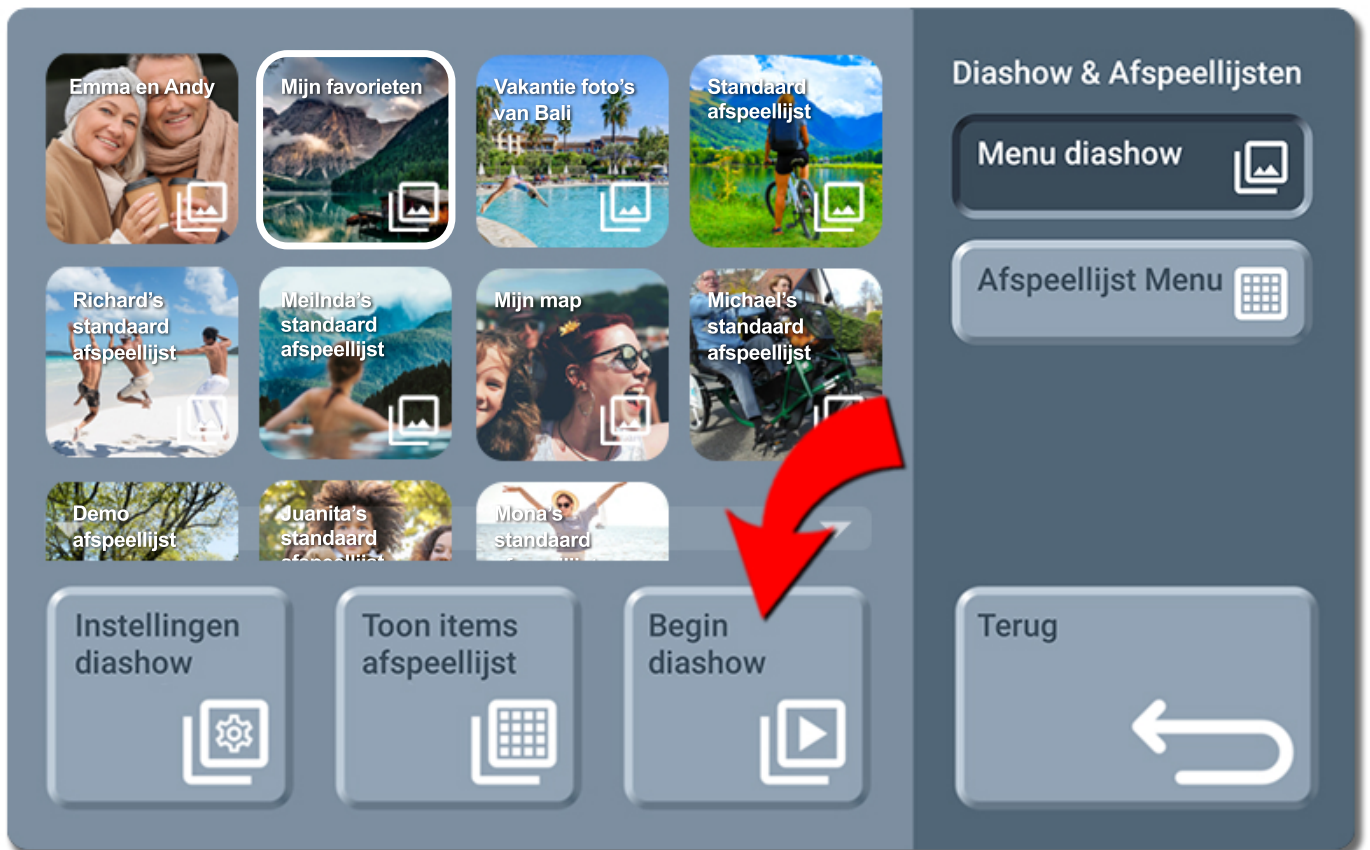 Emma en Andy
Mijn favorieten
Vakantie foto's
van Bali
Standaard
afspeellijst
Richard's
standaard
afspeellijst
Meilnda's
standaard
afspeellijst
Mijn map
Michael's
standaard
afspeellijst
Demo
afspeellijst
Juanita's
standaard
Mona's
standaard
Instellingen
diashow
Toon items
afspeellijst
Begin
diashow
Diashow & Afspeellijsten
Menu diashow
Afspeellijst Menu
Terug